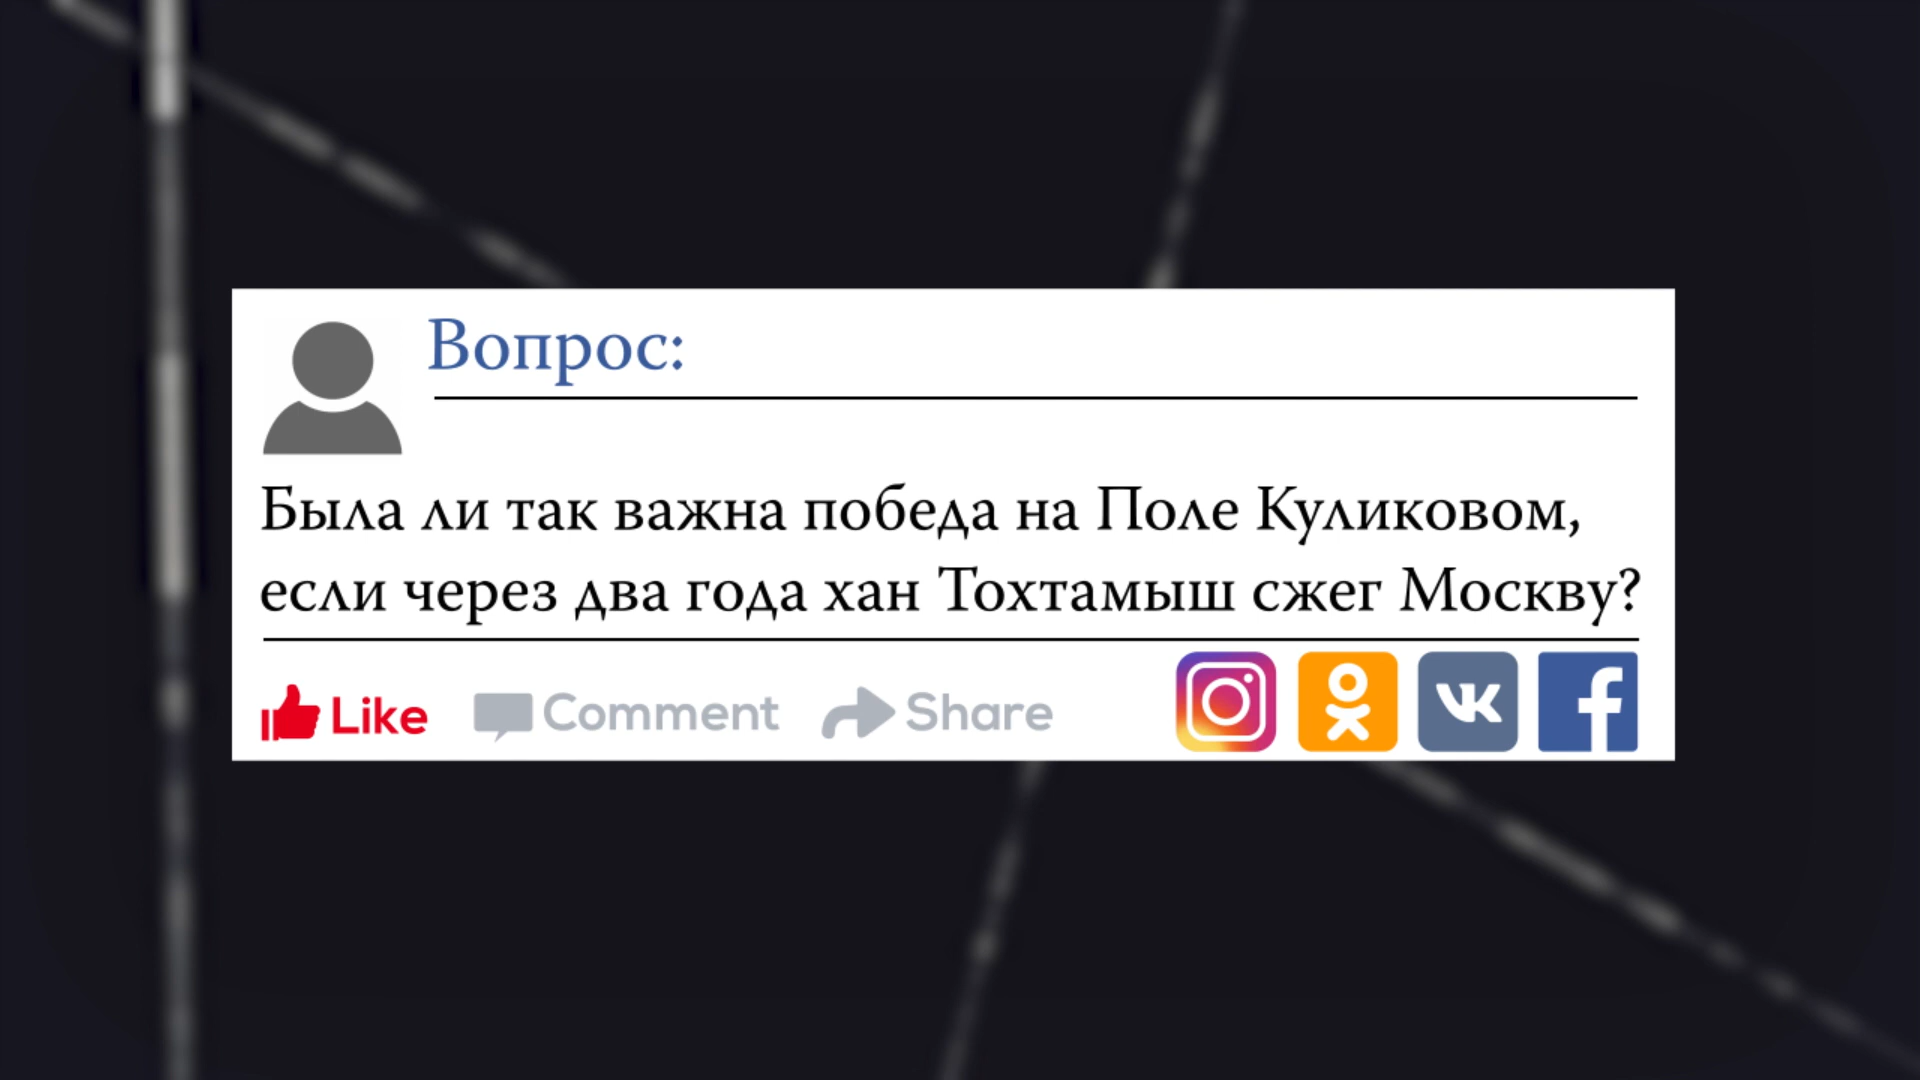 Вопрос:
Была ли так важна победа на Поле Куликовом,
если через два года хан Тохтамыш сжег Москву?
Like Comment Share